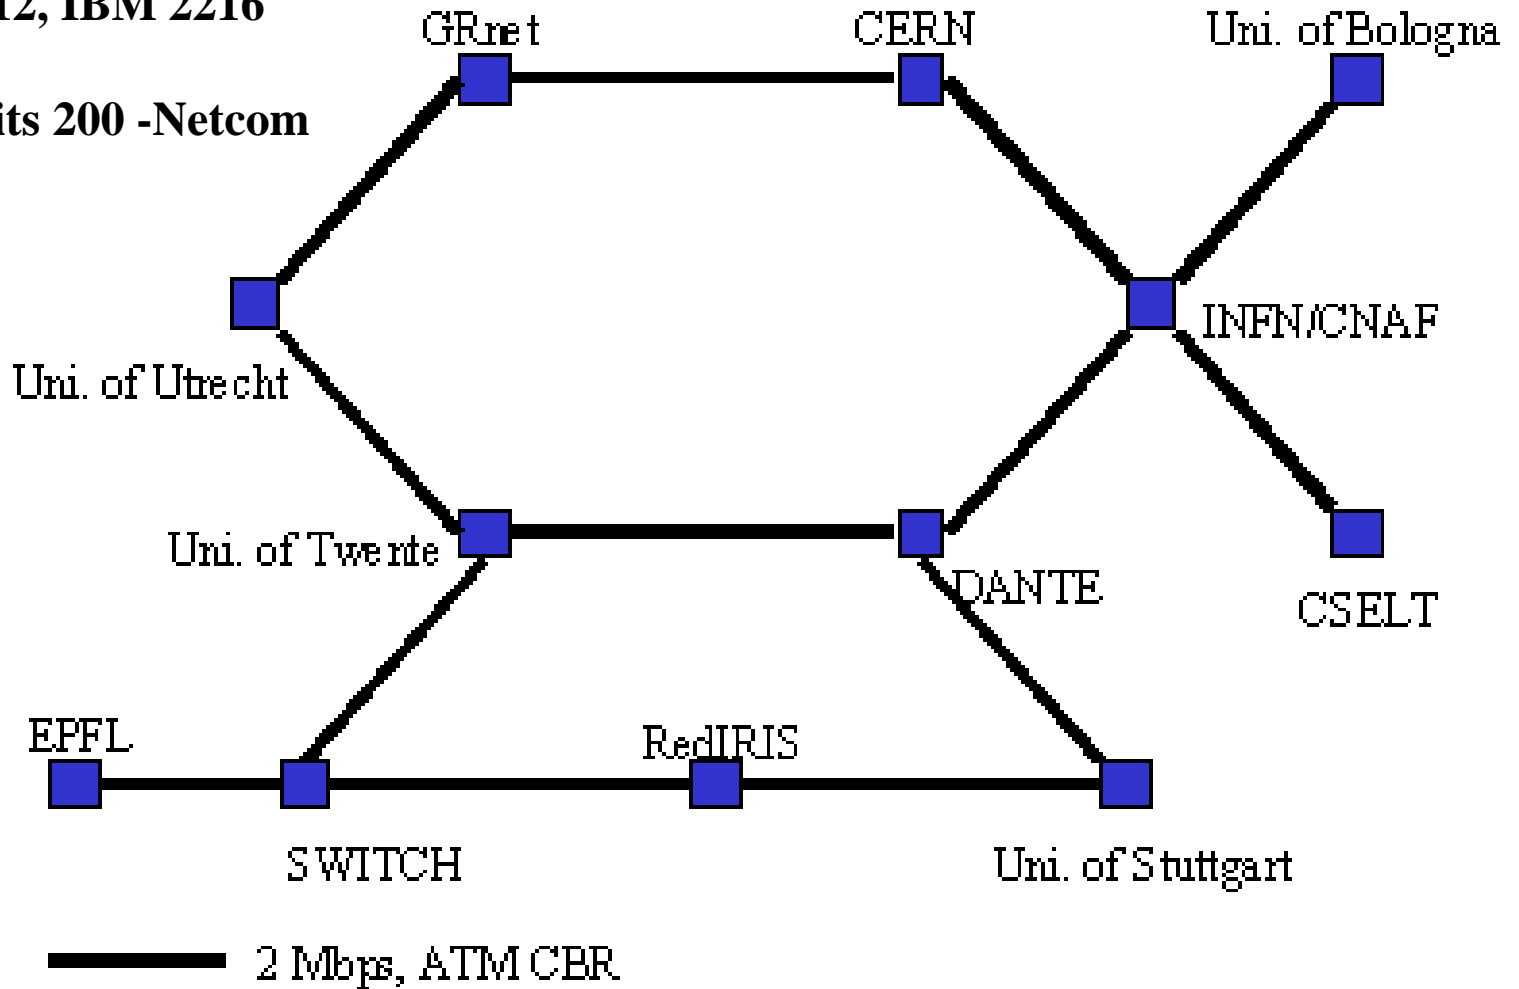 12, IBM 2216
its 200 -Netcom
GRnet
CERN
Uni. of Bologna
INFN/CNAF
Uni. of Utrecht
Uni. of Twente
DANTE
CSELT
EPFL
RedIRIS
SWITCH
Uni. of Stuttgart
2 Mbps, ATM CBR